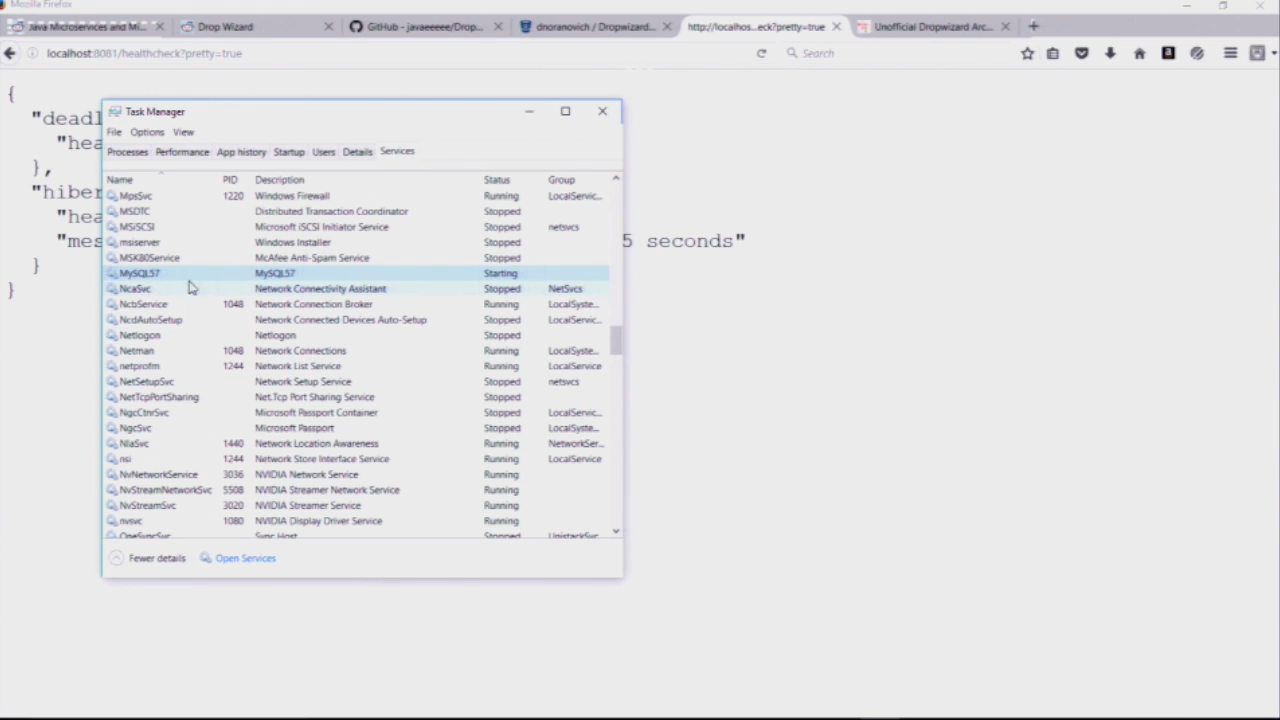 Mozilla Firefox
Java Microservices and Mi...
Drop Wizard
GitHub - javaeeeee/Drop...
dnoranovich / Dropwizard...
http://localhos...eck?pretty=true
Unofficial Dropwizard Arc...
localhost:8081/healthcheck?pretty=true
Search
{
"deadl
"hea
},
"hiber
"hea
"mes
5 seconds"
}
}
Task Manager
File Options View
Processes Performance App history Startup Users Details Services
Name PID Description Status Group
MpsSvc 1220 Windows Firewall Running LocalServic...
MSDTC Distributed Transaction Coordinator Stopped
MSiSCSI Microsoft iSCSI Initiator Service Stopped netsvcs
msiserver Windows Installer Stopped
MSK80Service McAfee Anti-Spam Service Stopped
MySQL57 MySQL57 Starting
NcaSvc Network Connectivity Assistant Stopped NetSvcs
NcbService 1048 Network Connection Broker Running LocalSyste...
NcdAutoSetup Network Connected Devices Auto-Setup Stopped LocalServic...
Netlogon Netlogon Stopped
Netman 1048 Network Connections Running LocalSyste...
netprofm 1244 Network List Service Running LocalService
NetSetupSvc Network Setup Service Stopped netsvcs
NetTcpPortSharing Net.Tcp Port Sharing Service Stopped
NgcCtnrSvc Microsoft Passport Container Stopped LocalServic...
NgcSvc Microsoft Passport Stopped LocalSyste...
NlaSvc 1440 Network Location Awareness Running NetworkSer...
nsi 1244 Network Store Interface Service Running LocalService
NvNetworkService 3036 NVIDIA Network Service Running
NvStreamNetworkSvc 5508 NVIDIA Streamer Network Service Running
NvStreamSvc 3020 NVIDIA Streamer Service Running
nvsvc 1080 NVIDIA Display Driver Service Running
OneSyncSvc Sync Host Stopped UnistackSvc
Fewer details Open Services